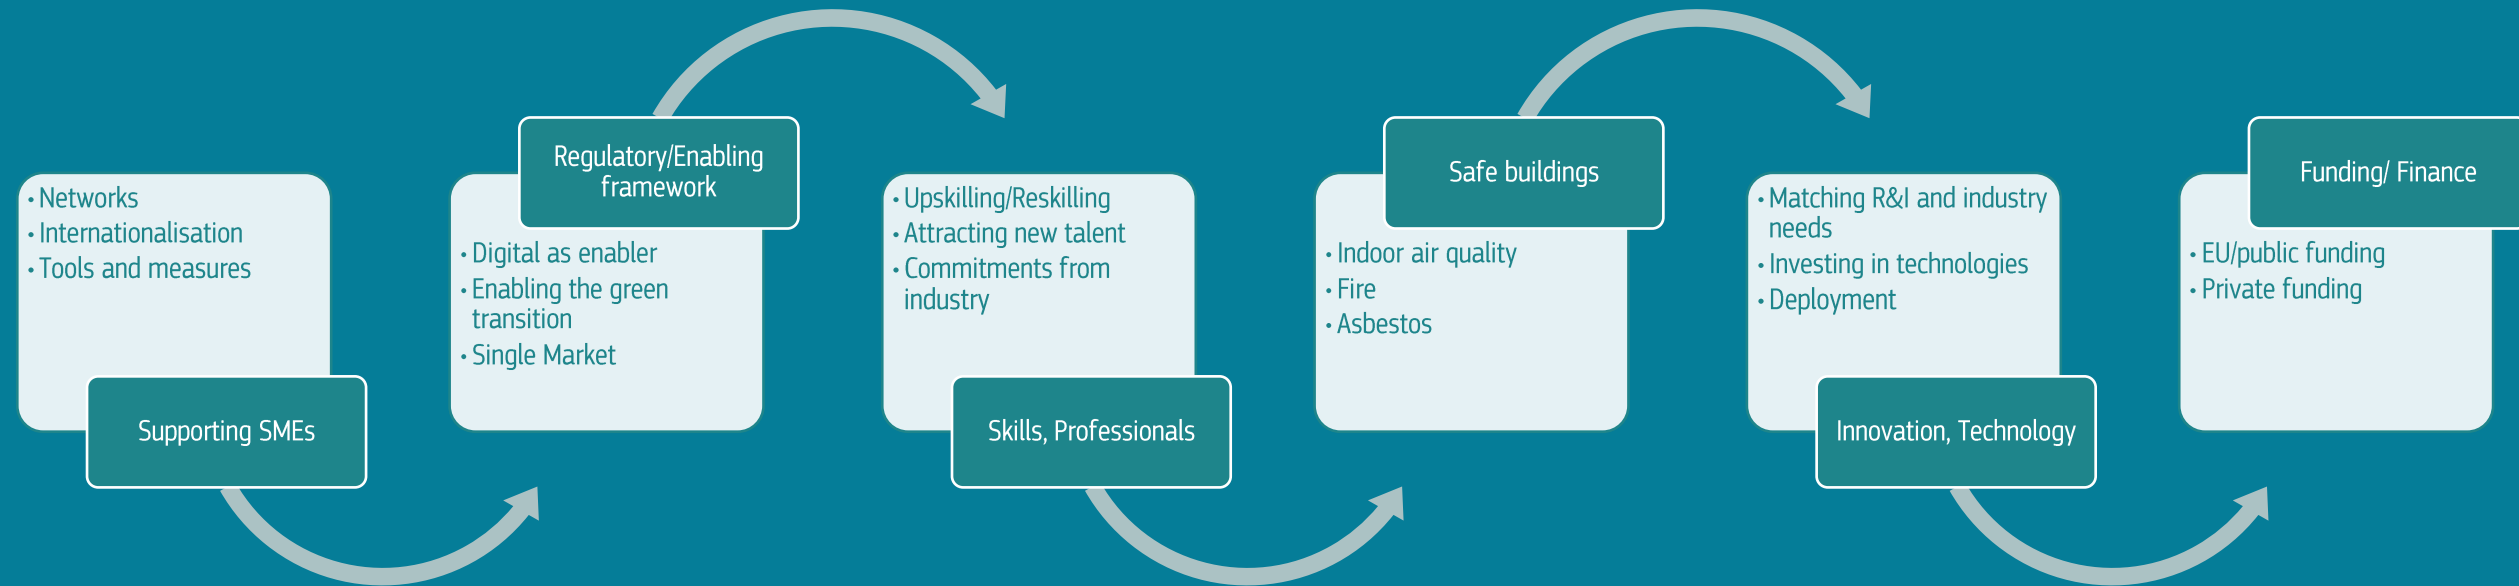 • Networks
• Internationalisation
• Tools and measures
Supporting SMEs
Regulatory/Enabling
framework
• Digital as enabler
• Enabling the green
transition
• Single Market
• Upskilling/Reskilling
• Attracting new talent
• Commitments from
industry
Skills, Professionals
Safe buildings
• Indoor air quality
• Fire
• Asbestos
• Matching R&I and industry
needs
• Investing in technologies
• Deployment
Innovation, Technology
Funding/ Finance
• EU/public funding
• Private funding